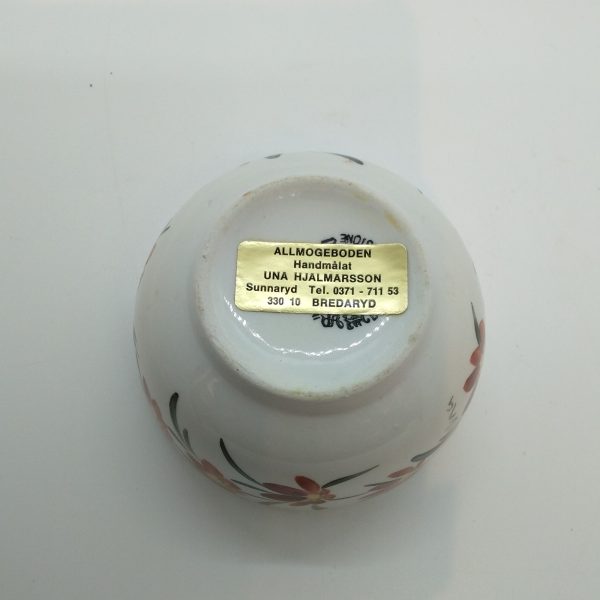 ALLMOGEBODEN
Handmålat
UNA HJALMARSSON
Sunnaryd Tel. 0371 - 711 53
330 10 BREDARYD